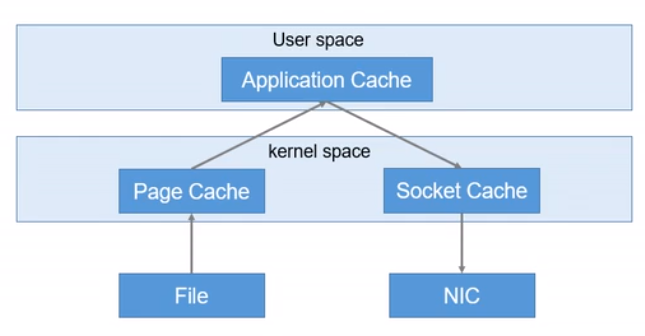 User space
Application Cache
kernel space
Page Cache
Socket Cache
File
NIC